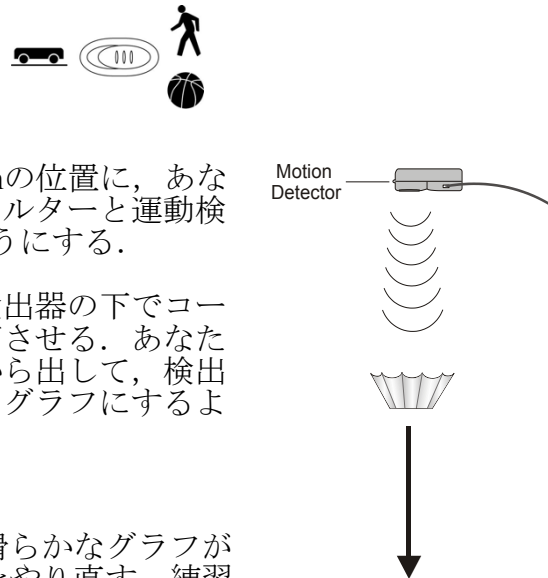 の位置に，あな
ルターと運動検
うにする．
出器の下でコー
させる．あなた
ら出して，検出
グラフにするよ
滑らかなグラフが
やり直す．練習
Motion
Detector